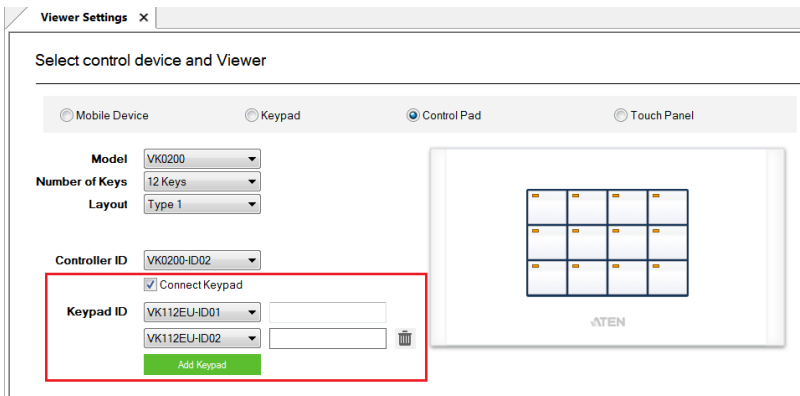 Viewer Settings X
Select control device and Viewer
Mobile Device Keypad Control Pad Touch Panel
Model VK0200
Number of Keys 12 Keys
Layout Type 1
Controller ID VK0200-ID02
Connect Keypad
Keypad ID VK112EU-ID01
VK112EU-ID02
Add Keypad
ATEN